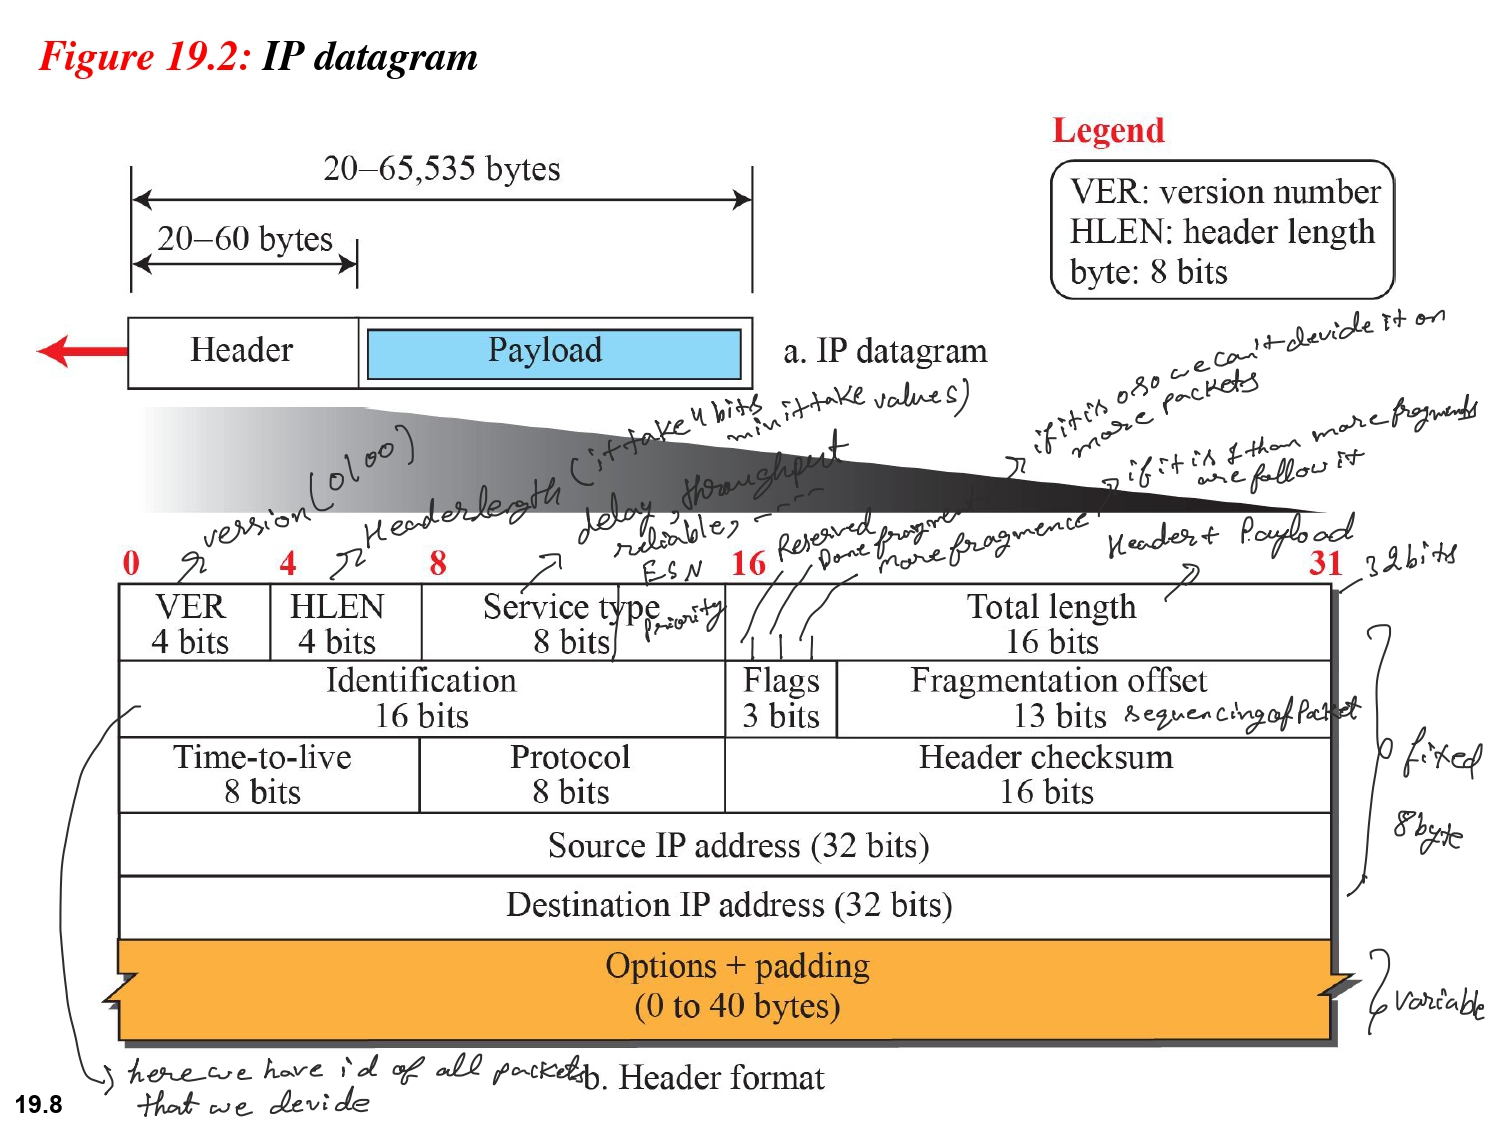 Figure 19.2: IP datagram
Legend
VER: version number
HLEN: header length
byte: 8 bits
20–65,535 bytes
20–60 bytes
Header
Payload
a. IP datagram
if it is 0 so we can't devide it on
more packets
if it is 1 than more fragments
are follow it
version (0100)
Header length (it take 4 bits
min it take values)
delay, throughput
reliable, -----
ESN
priority
Reserved
Done fragment
more fragmence
Header + Payload
32 bits
0 4 8 16 31
VER
4 bits
HLEN
4 bits
Service type
8 bits
Total length
16 bits
Identification
16 bits
Flags
3 bits
Fragmentation offset
13 bits
sequencing of Packet
Time-to-live
8 bits
Protocol
8 bits
Header checksum
16 bits
fixed
8 byte
Source IP address (32 bits)
Destination IP address (32 bits)
Options + padding
(0 to 40 bytes)
variable
here we have id of all packets
that we devide
b. Header format
19.8